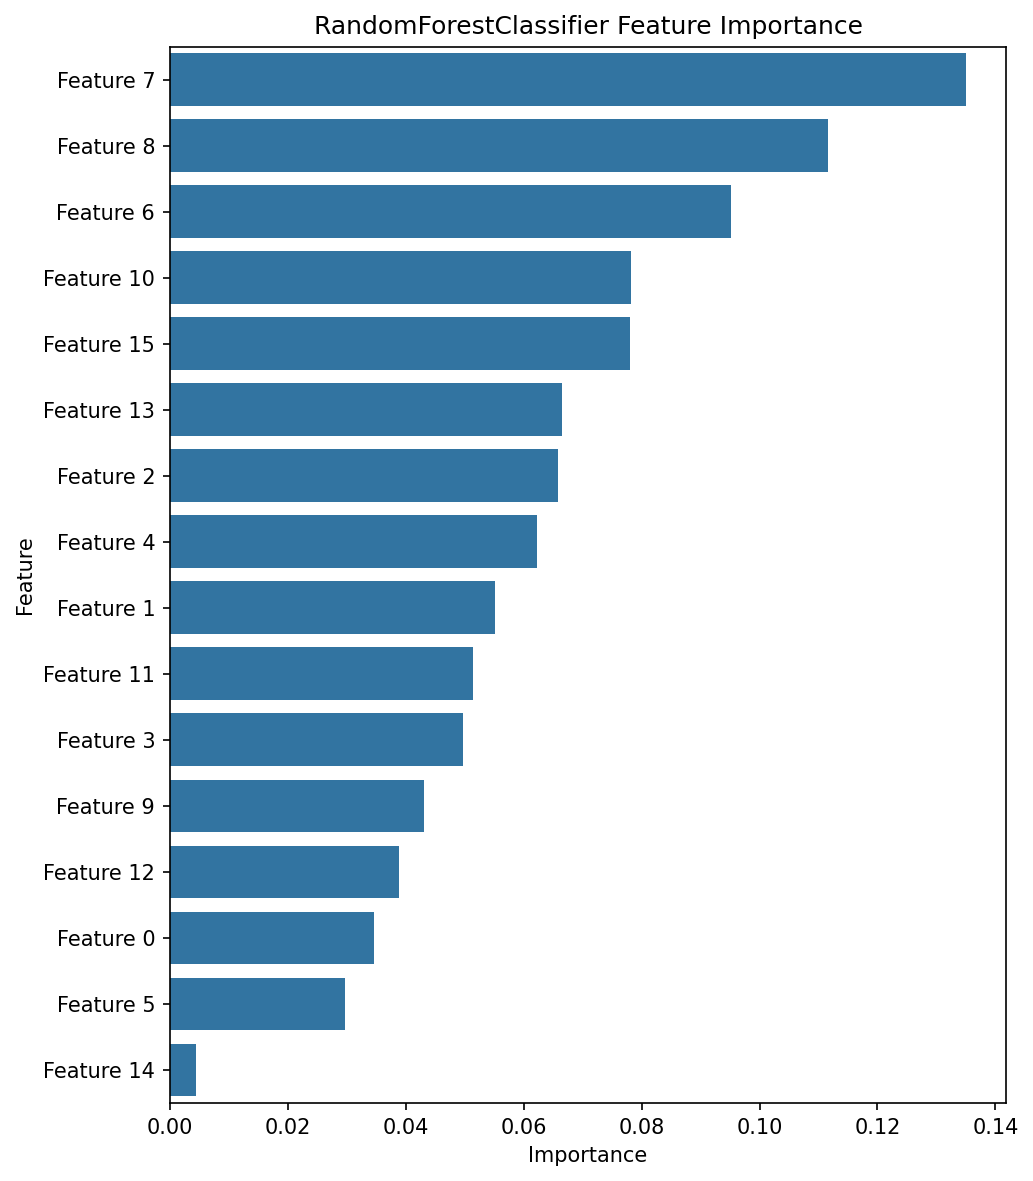 RandomForestClassifier Feature Importance
Feature 7
Feature 8
Feature 6
Feature 10
Feature 15
Feature 13
Feature 2
Feature 4
Feature 1
Feature 11
Feature 3
Feature 9
Feature 12
Feature 0
Feature 5
Feature 14
Feature
0.00 0.02 0.04 0.06 0.08 0.10 0.12 0.14
Importance